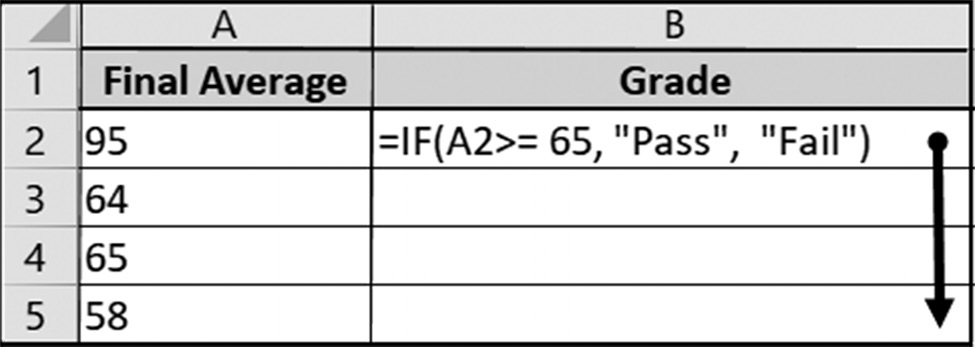 A B
1 Final Average Grade
2 95 =IF(A2>= 65, "Pass",  "Fail")
3 64
4 65
5 58